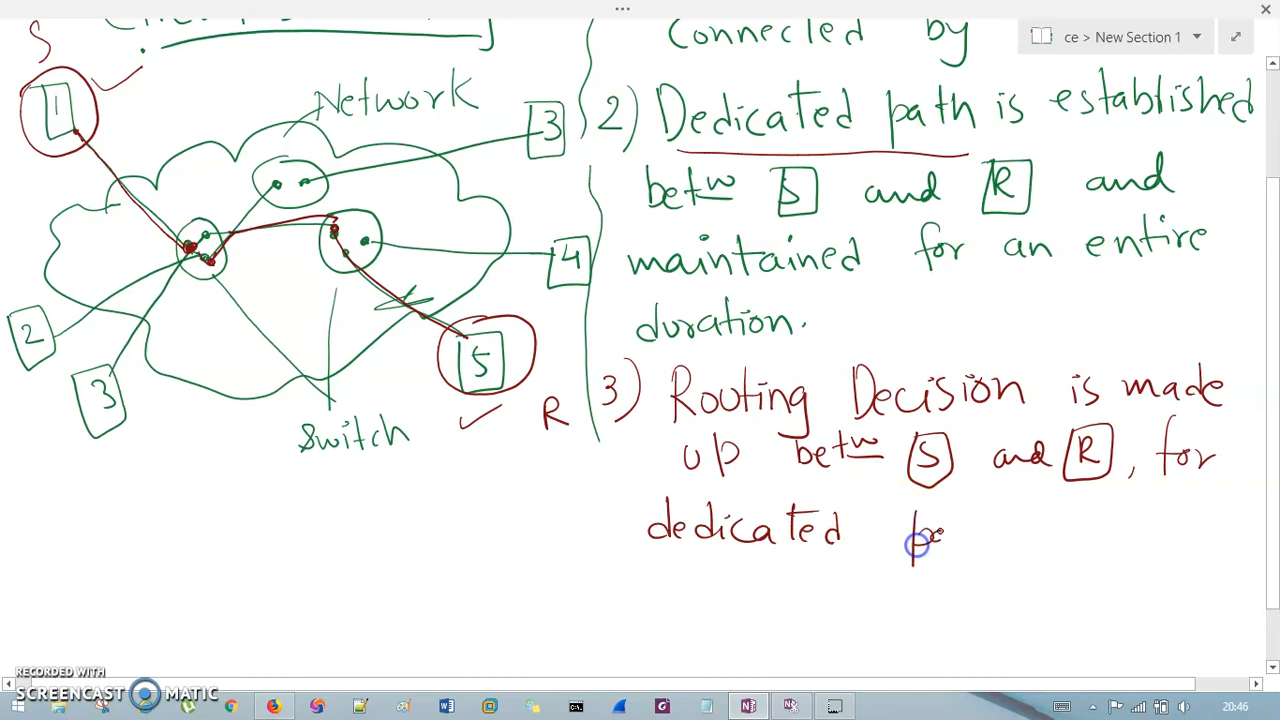 ce > New Section 1
S
1
Network
3
2
3
4
5
R
Switch
Connected by
2) Dedicated path is established
betwn S and R and
maintained for an entire
duration.
3) Routing Decision is made
up betwn S and R, for
dedicated
RECORDED WITH
SCREENCAST MATIC
20:46